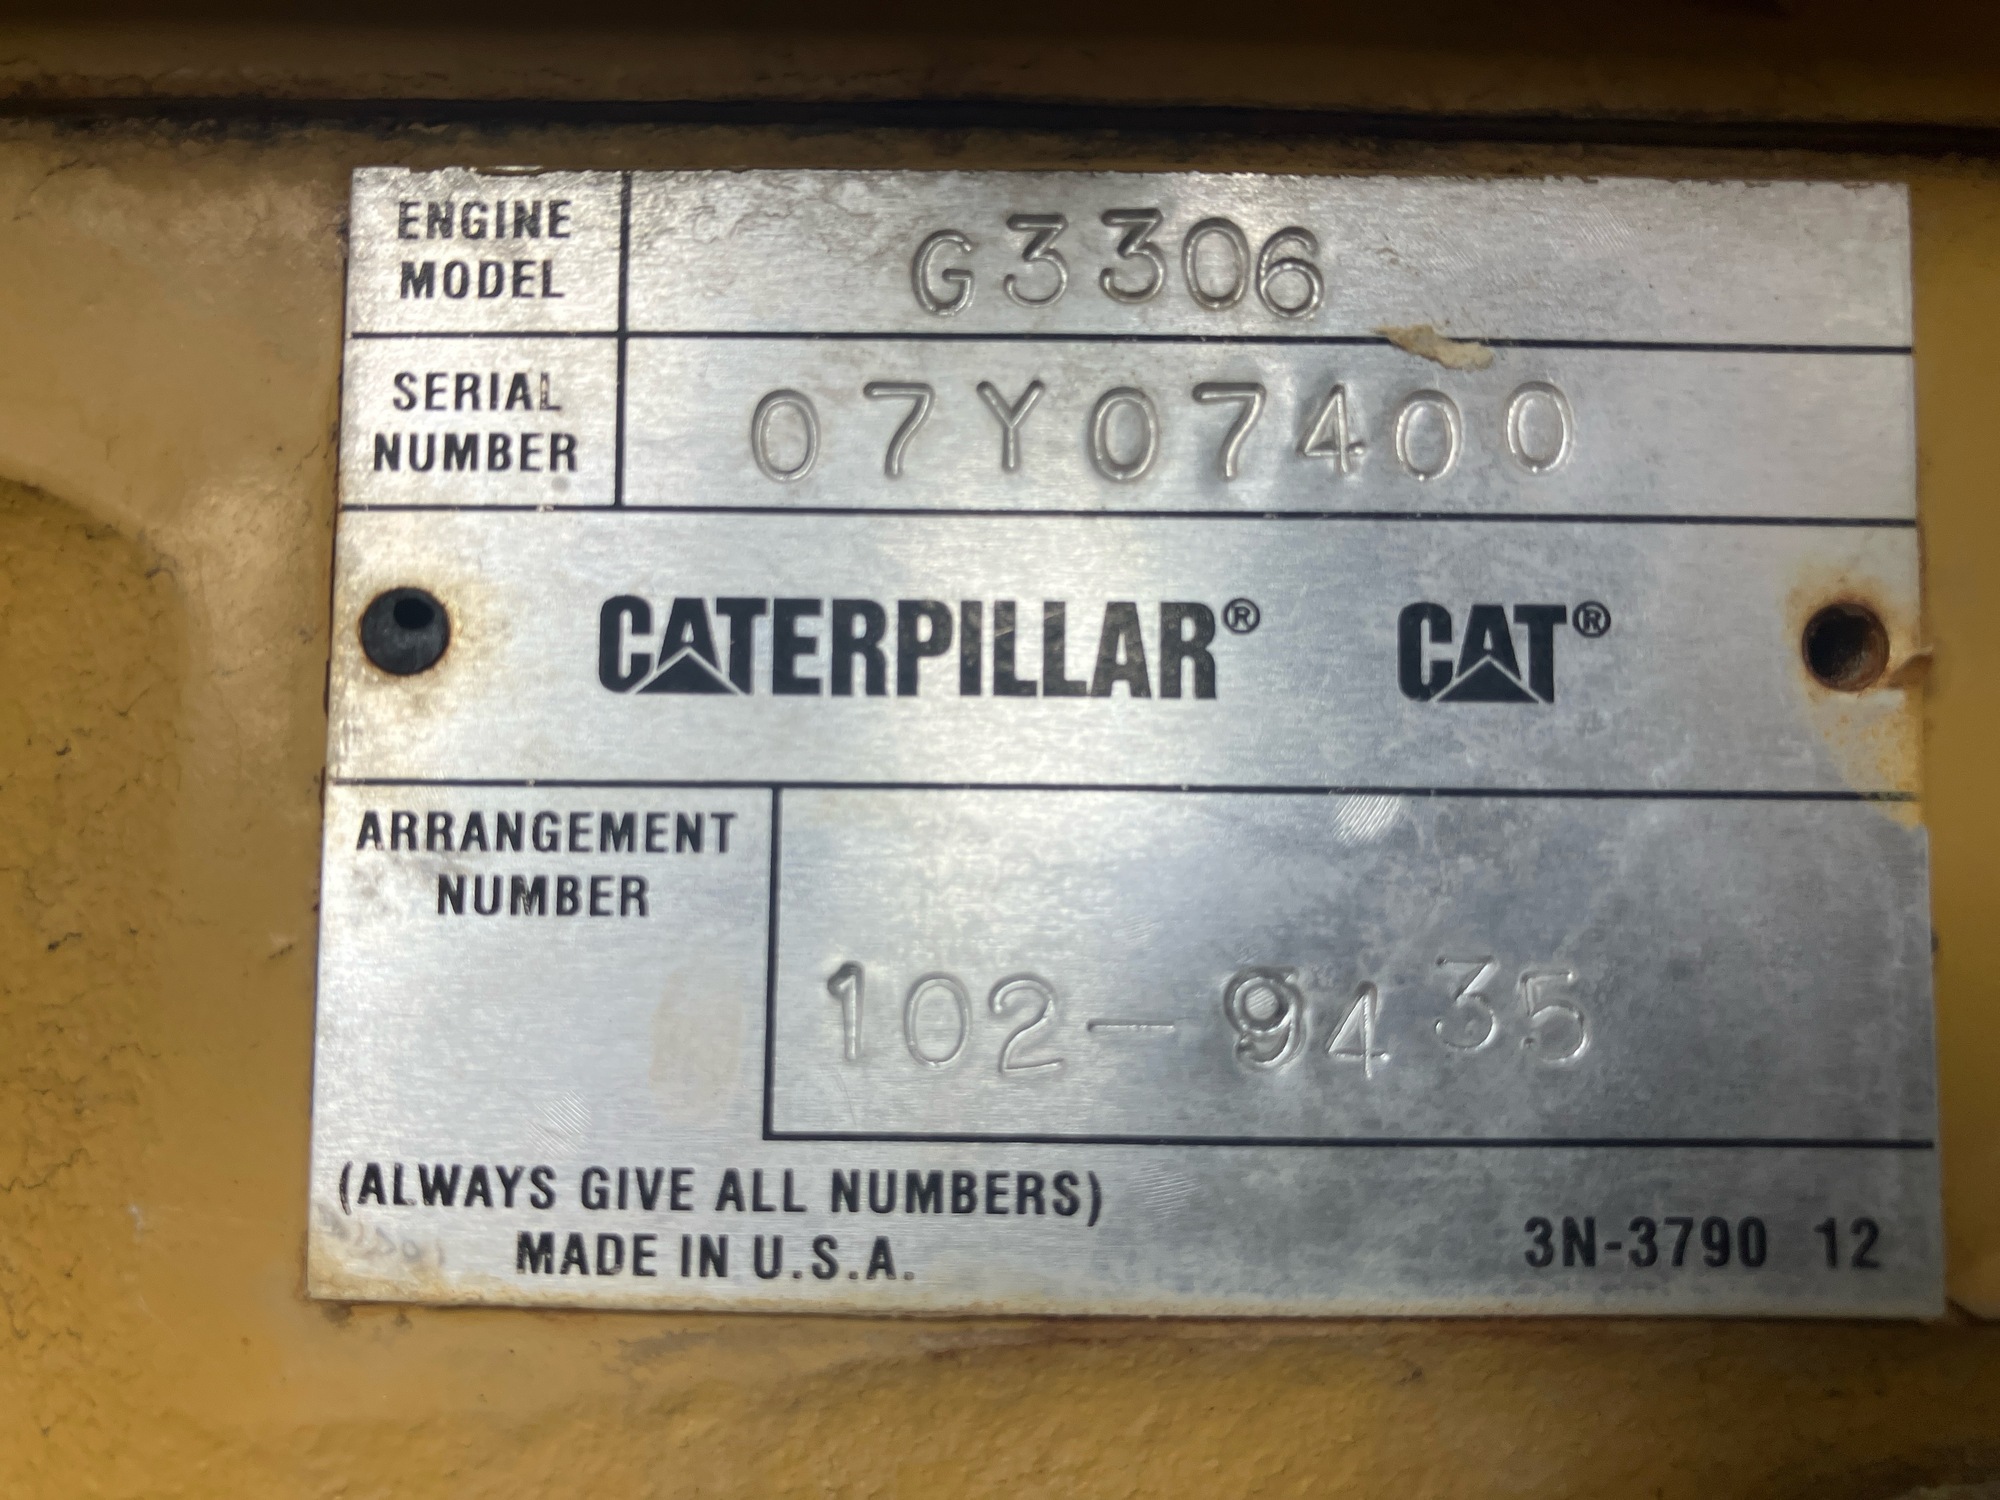 ENGINE MODEL G3306
SERIAL NUMBER 07Y07400
CATERPILLAR® CAT®
ARRANGEMENT NUMBER
102-9435
(ALWAYS GIVE ALL NUMBERS)
MADE IN U.S.A. 3N-3790 12